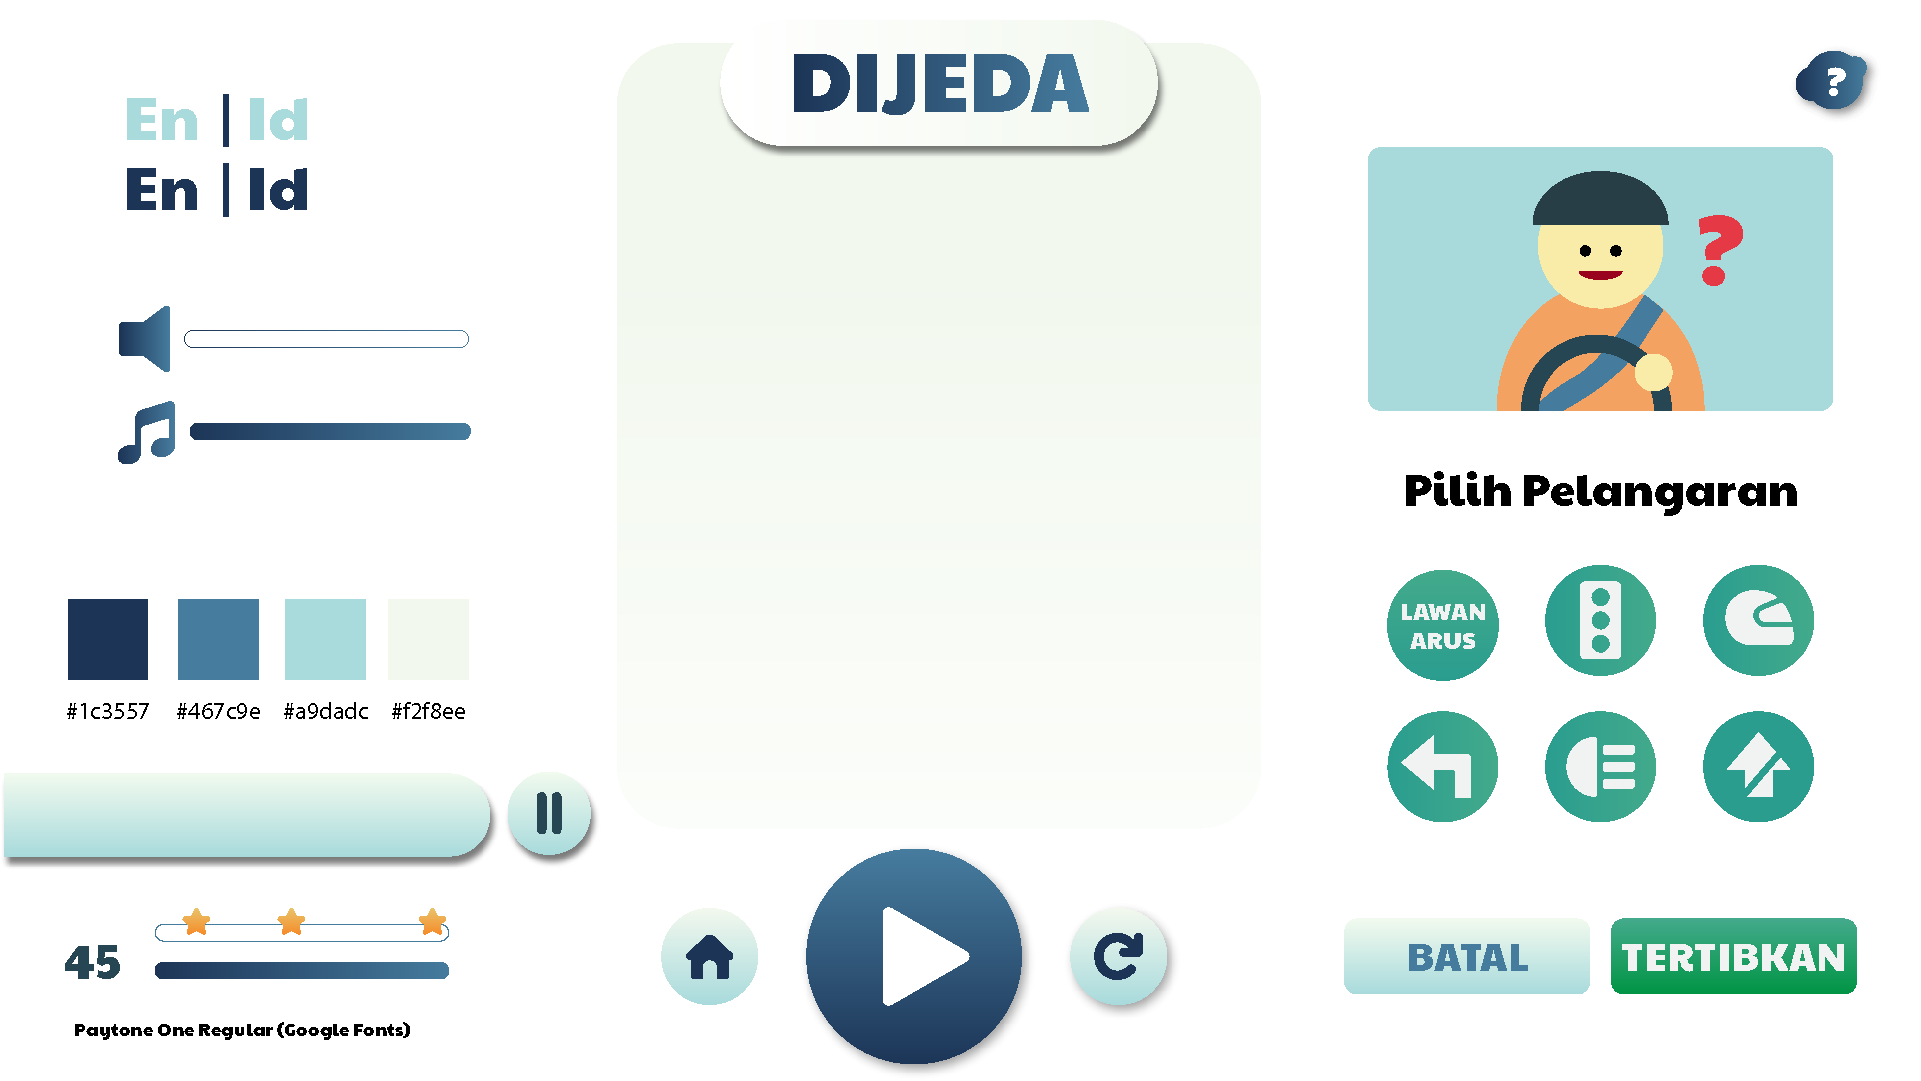 En | Id
En | Id
#1c3557 #467c9e #a9dadc #f2f8ee
45
Paytone One Regular (Google Fonts)
DIJEDA
?
?
Pilih Pelangaran
LAWAN
ARUS
BATAL
TERTIBKAN